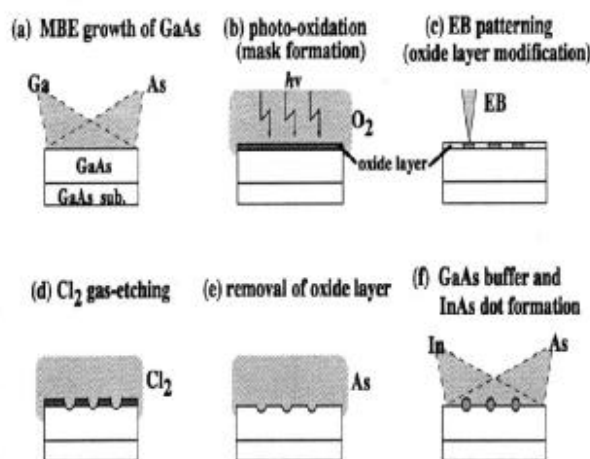 (a) MBE growth of GaAs
Ga
As
GaAs
GaAs sub.
(b) photo-oxidation
(mask formation)
hν
O2
oxide layer
(c) EB patterning
(oxide layer modification)
EB
(d) Cl2 gas-etching
Cl2
(e) removal of oxide layer
As
(f) GaAs buffer and
InAs dot formation
In
As